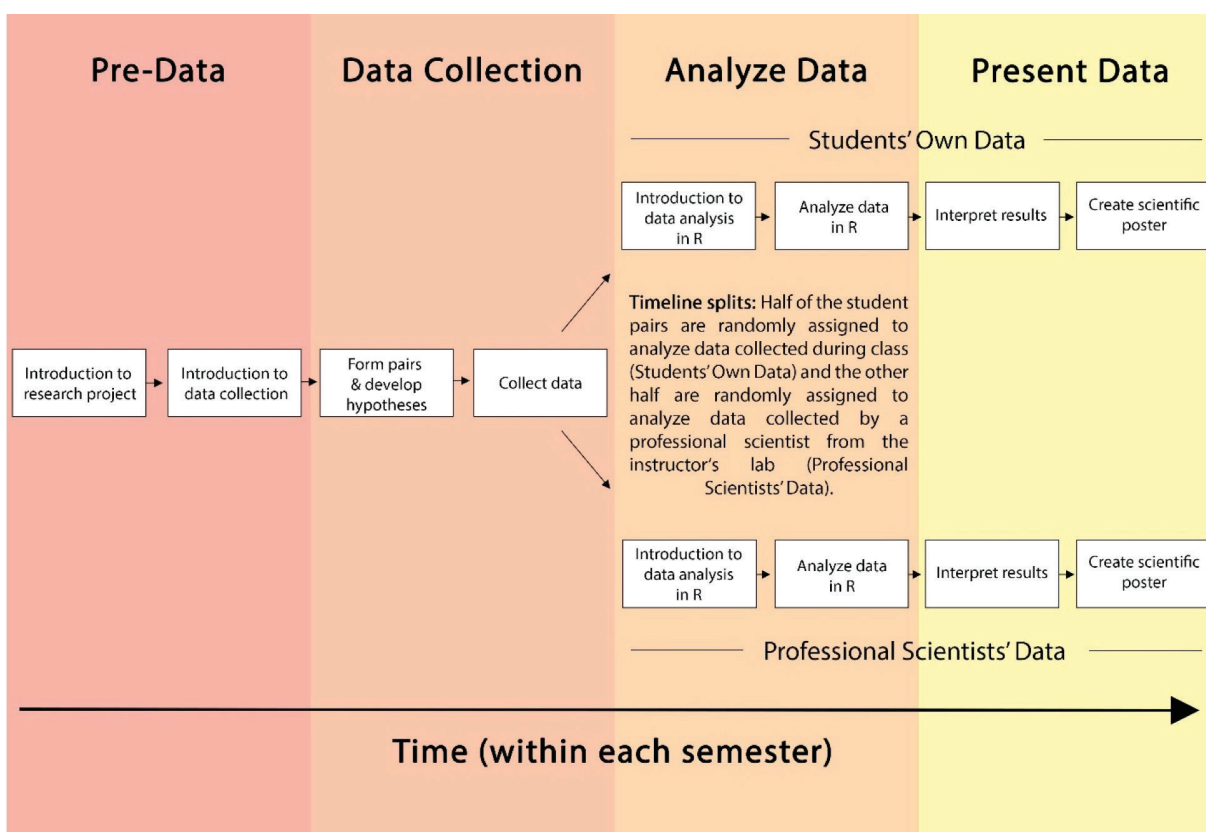 Pre-Data
Data Collection
Analyze Data
Present Data
Students' Own Data
Introduction to
data analysis
in R
Analyze data
in R
Interpret results
Create scientific
poster
Timeline splits: Half of the student
pairs are randomly assigned to
analyze data collected during class
(Students' Own Data) and the other
half are randomly assigned to
analyze data collected by a
professional scientist from the
instructor's lab (Professional
Scientists' Data).
Introduction to
research project
Introduction to
data collection
Form pairs
& develop
hypotheses
Collect data
Introduction to
data analysis
in R
Analyze data
in R
Interpret results
Create scientific
poster
Professional Scientists' Data
Time (within each semester)